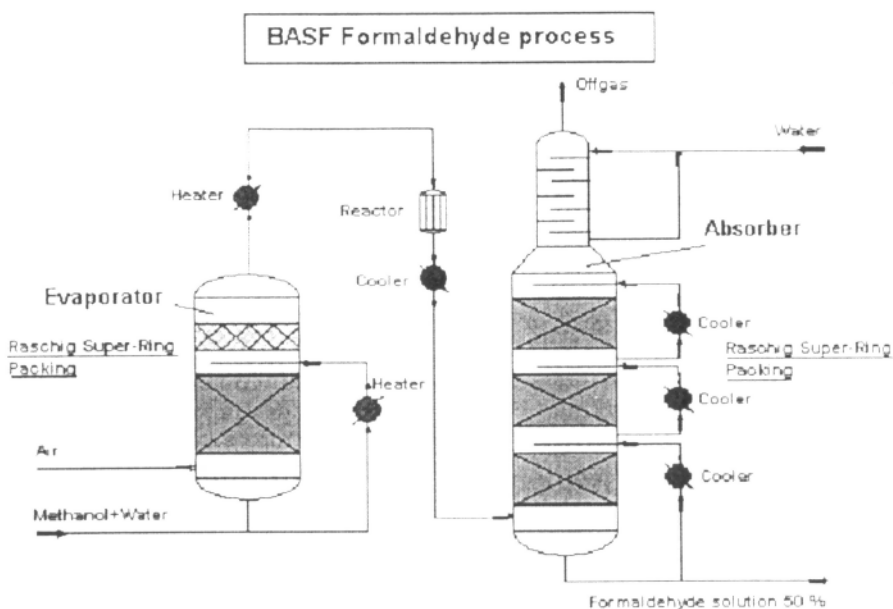 BASF Formaldehyde process
Offgas
Water
Heater
Reactor
Absorber
Cooler
Evaporator
Cooler
Raschig Super-Ring
Packing
Raschig Super-Ring
Packing
Heater
Cooler
Air
Cooler
Methanol+Water
Formaldehyde solution 50 %